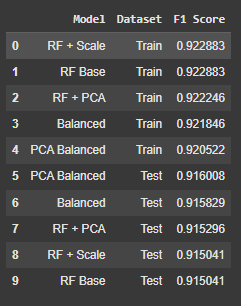 Model Dataset F1 Score
0 RF + Scale Train 0.922883
1 RF Base Train 0.922883
2 RF + PCA Train 0.922246
3 Balanced Train 0.921846
4 PCA Balanced Train 0.920522
5 PCA Balanced Test 0.916008
6 Balanced Test 0.915829
7 RF + PCA Test 0.915296
8 RF + Scale Test 0.915041
9 RF Base Test 0.915041